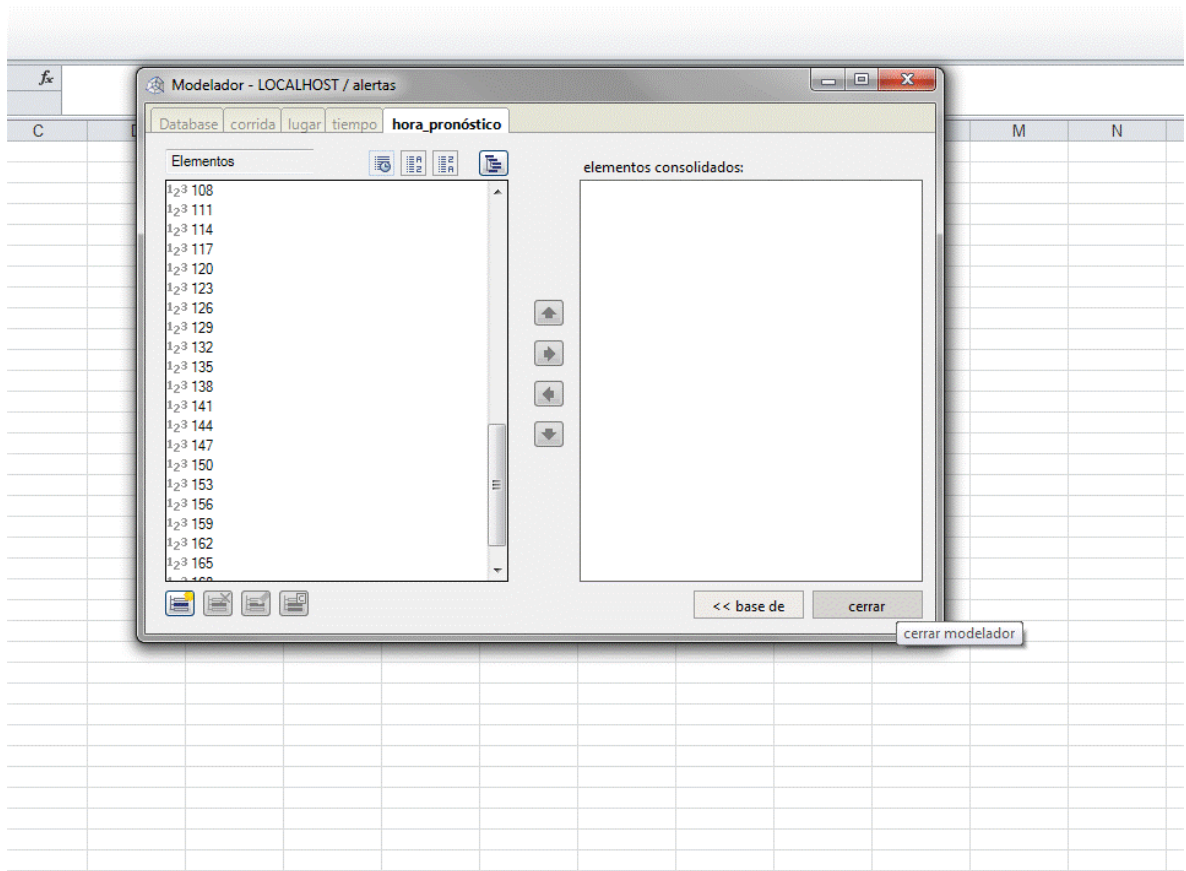 fx
Modelador - LOCALHOST / alertas
C
M
N
Database corrida lugar tiempo hora_pronóstico
Elementos
elementos consolidados:
123 108
123 111
123 114
123 117
123 120
123 123
123 126
123 129
123 132
123 135
123 138
123 141
123 144
123 147
123 150
123 153
123 156
123 159
123 162
123 165
<< base de
cerrar
cerrar modelador